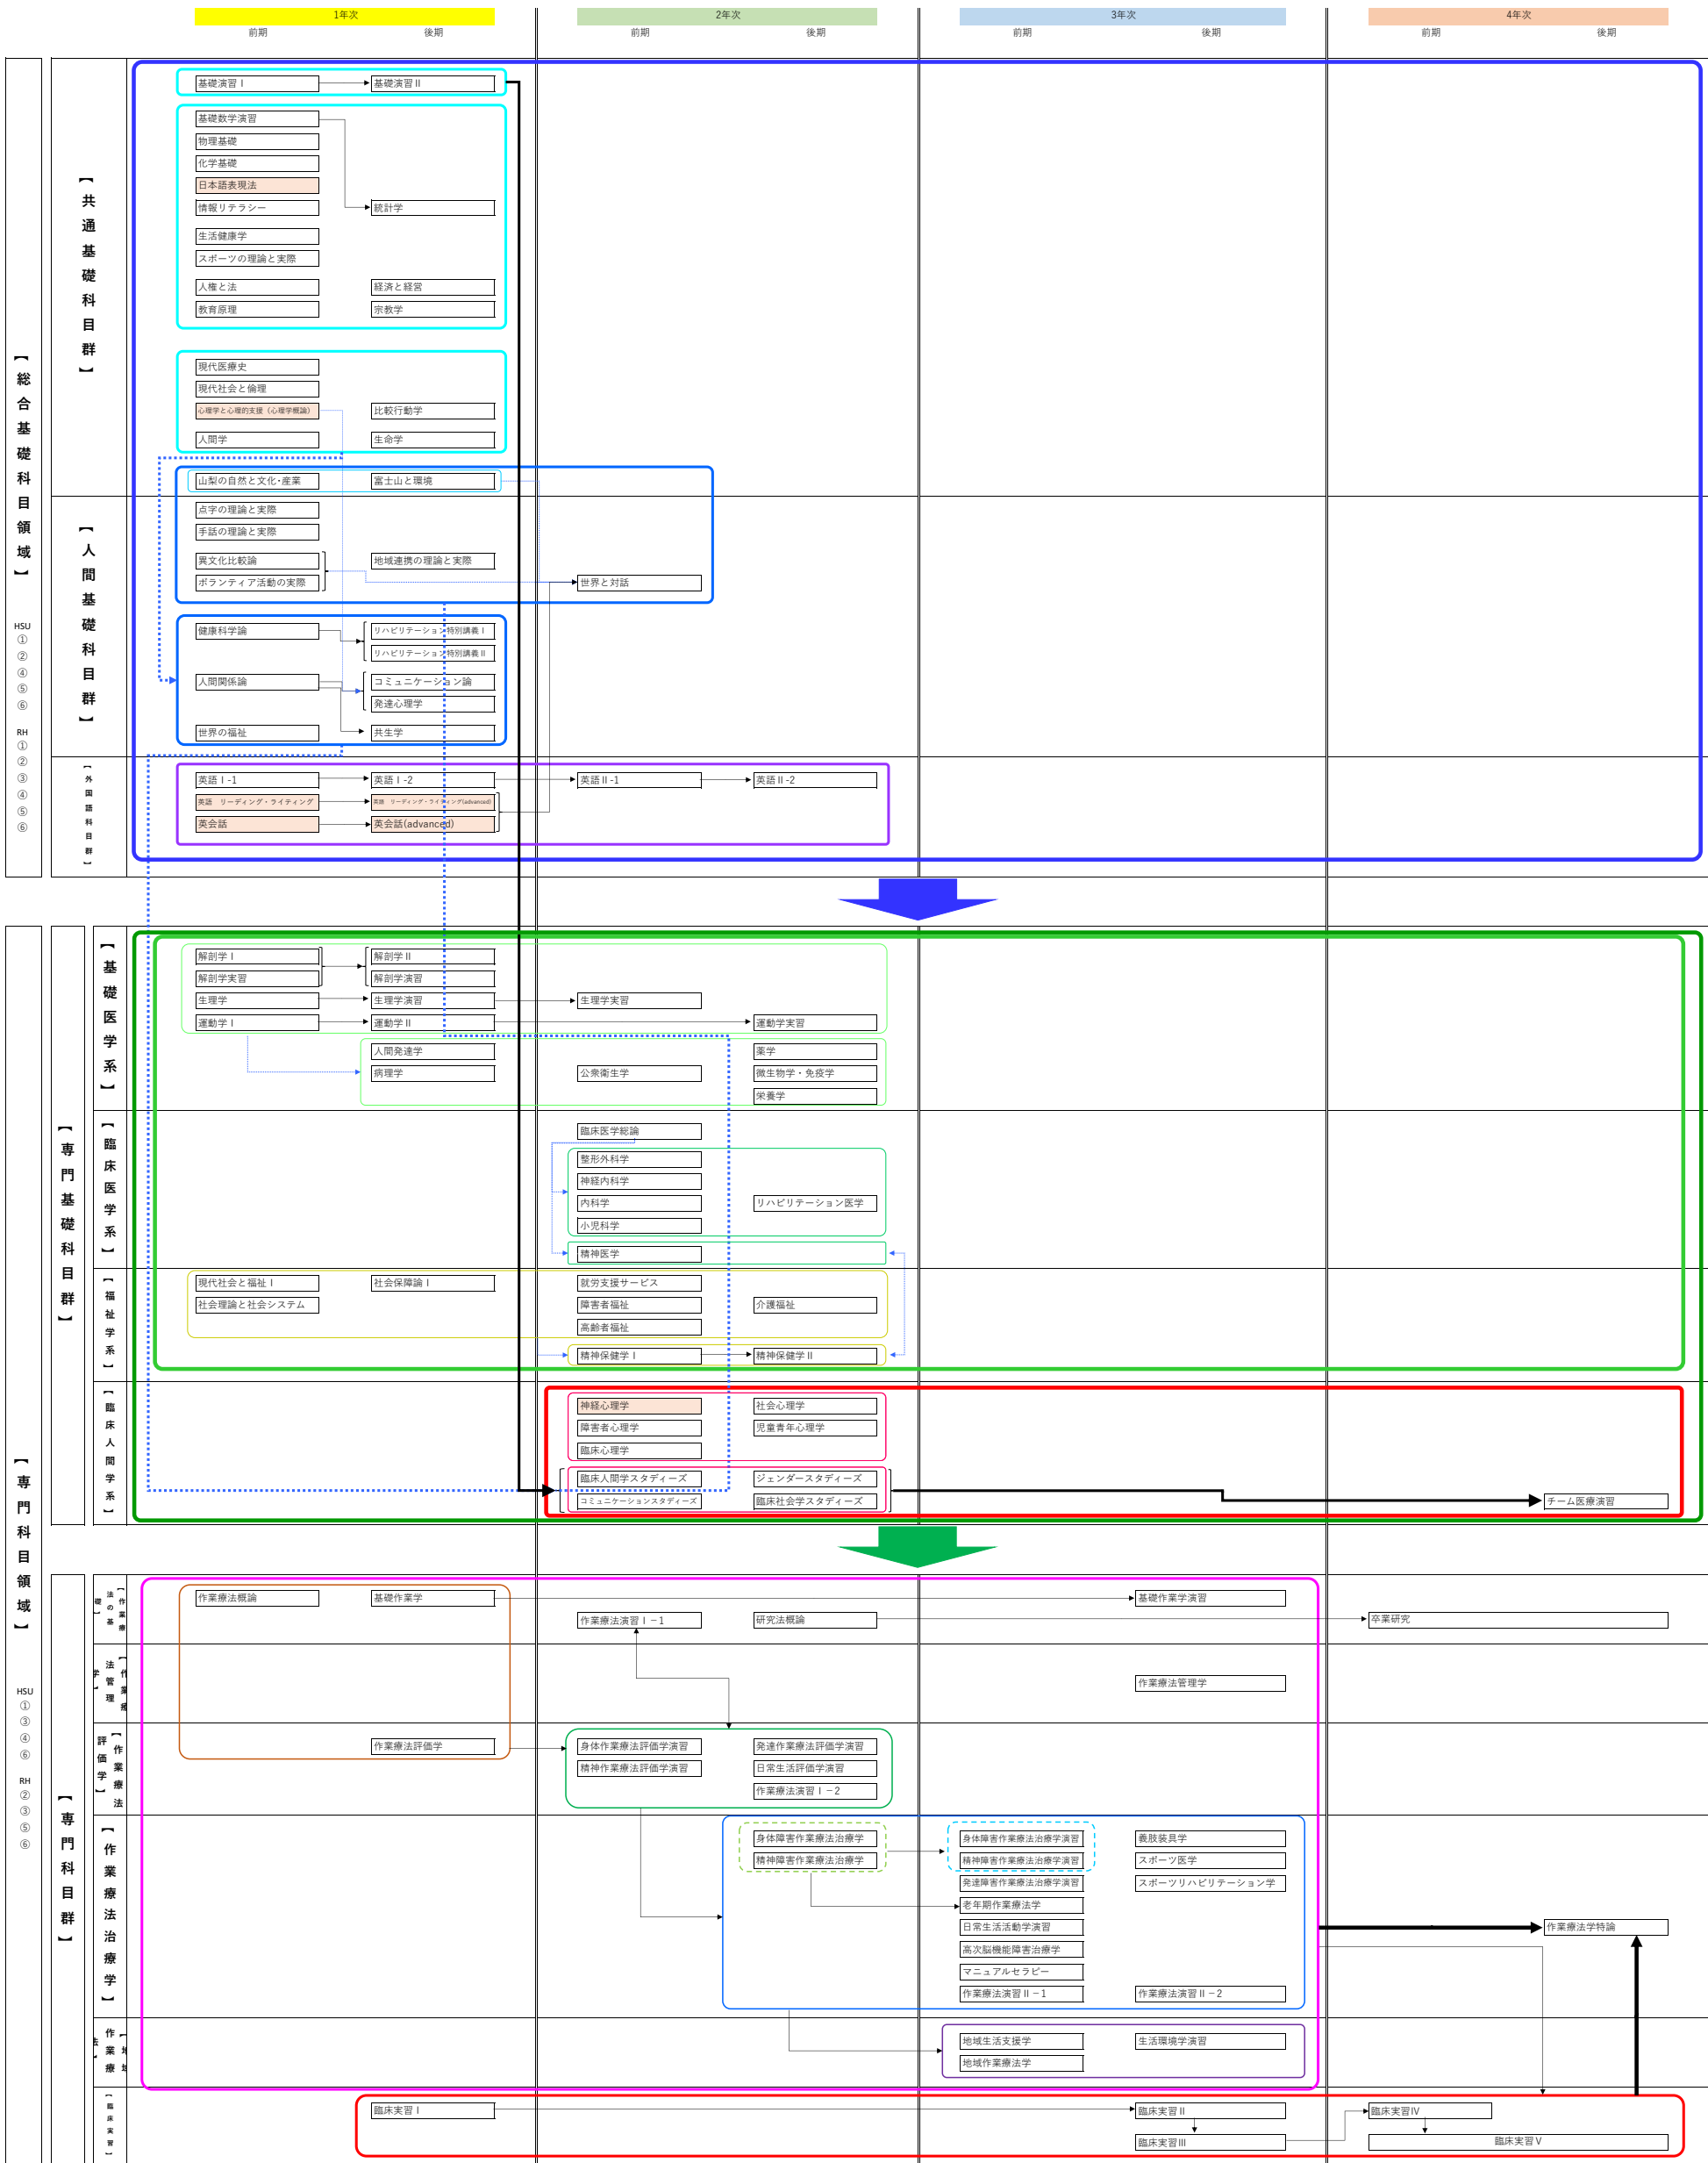 1年次 2年次 3年次 4年次
前期 後期 前期 後期 前期 後期 前期 後期
【総合基礎科目領域】
HSU
①
②
④
⑤
⑥
RH
①
②
③
④
⑤
⑥
【共通基礎科目群】
基礎演習Ⅰ 基礎演習Ⅱ
基礎数学演習
物理基礎
化学基礎
日本語表現法
情報リテラシー 統計学
生活健康学
スポーツの理論と実際
人権と法 経済と経営
教育原理 宗教学
現代医療史
現代社会と倫理
心理学と心理的支援（心理学概論） 比較行動学
人間学 生命学
山梨の自然と文化・産業 富士山と環境
【人間基礎科目群】
点字の理論と実際
手話の理論と実際
異文化比較論 地域連携の理論と実際
ボランティア活動の実際 世界と対話
健康科学論 リハビリテーション特別講義Ⅰ
リハビリテーション特別講義Ⅱ
人間関係論 コミュニケーション論
発達心理学
世界の福祉 共生学
【外国語科目群】
英語Ⅰ-1 英語Ⅰ-2 英語Ⅱ-1 英語Ⅱ-2
英語　リーディング・ライティング 英語　リーディング・ライティング(advanced)
英会話 英会話(advanced)
【専門科目領域】
HSU
①
③
④
⑥
RH
②
③
⑤
⑥
【専門基礎科目群】
【基礎医学系】
解剖学Ⅰ 解剖学Ⅱ
解剖学実習 解剖学演習
生理学 生理学演習 生理学実習
運動学Ⅰ 運動学Ⅱ 運動学実習
人間発達学 薬学
病理学 公衆衛生学 微生物学・免疫学
栄養学
【臨床医学系】
臨床医学総論
整形外科学
神経内科学
内科学 リハビリテーション医学
小児科学
精神医学
【福祉学系】
現代社会と福祉Ⅰ 社会保障論Ⅰ 就労支援サービス
社会理論と社会システム 障害者福祉 介護福祉
高齢者福祉
精神保健学Ⅰ 精神保健学Ⅱ
【臨床人間学系】
神経心理学 社会心理学
障害者心理学 児童青年心理学
臨床心理学
臨床人間学スタディーズ ジェンダースタディーズ
コミュニケーションスタディーズ 臨床社会学スタディーズ チーム医療演習
【専門科目群】
【作業療法の基礎】
作業療法概論 基礎作業学 基礎作業学演習
作業療法演習Ⅰ－1 研究法概論 卒業研究
【作業療法管理学】
作業療法管理学
【作業療法評価学】
作業療法評価学 身体作業療法評価学演習 発達作業療法評価学演習
精神作業療法評価学演習 日常生活評価学演習
作業療法演習Ⅰ－2
【作業療法治療学】
身体障害作業療法治療学 身体障害作業療法治療学演習 義肢装具学
精神障害作業療法治療学 精神障害作業療法治療学演習 スポーツ医学
発達障害作業療法治療学演習 スポーツリハビリテーション学
老年期作業療法学
日常生活活動学演習 作業療法学特論
高次脳機能障害治療学
マニュアルセラピー
作業療法演習Ⅱ－1 作業療法演習Ⅱ－2
【地域作業療法】
地域生活支援学 生活環境学演習
地域作業療法学
【臨床実習】
臨床実習Ⅰ 臨床実習Ⅱ 臨床実習Ⅳ
臨床実習Ⅲ 臨床実習Ⅴ